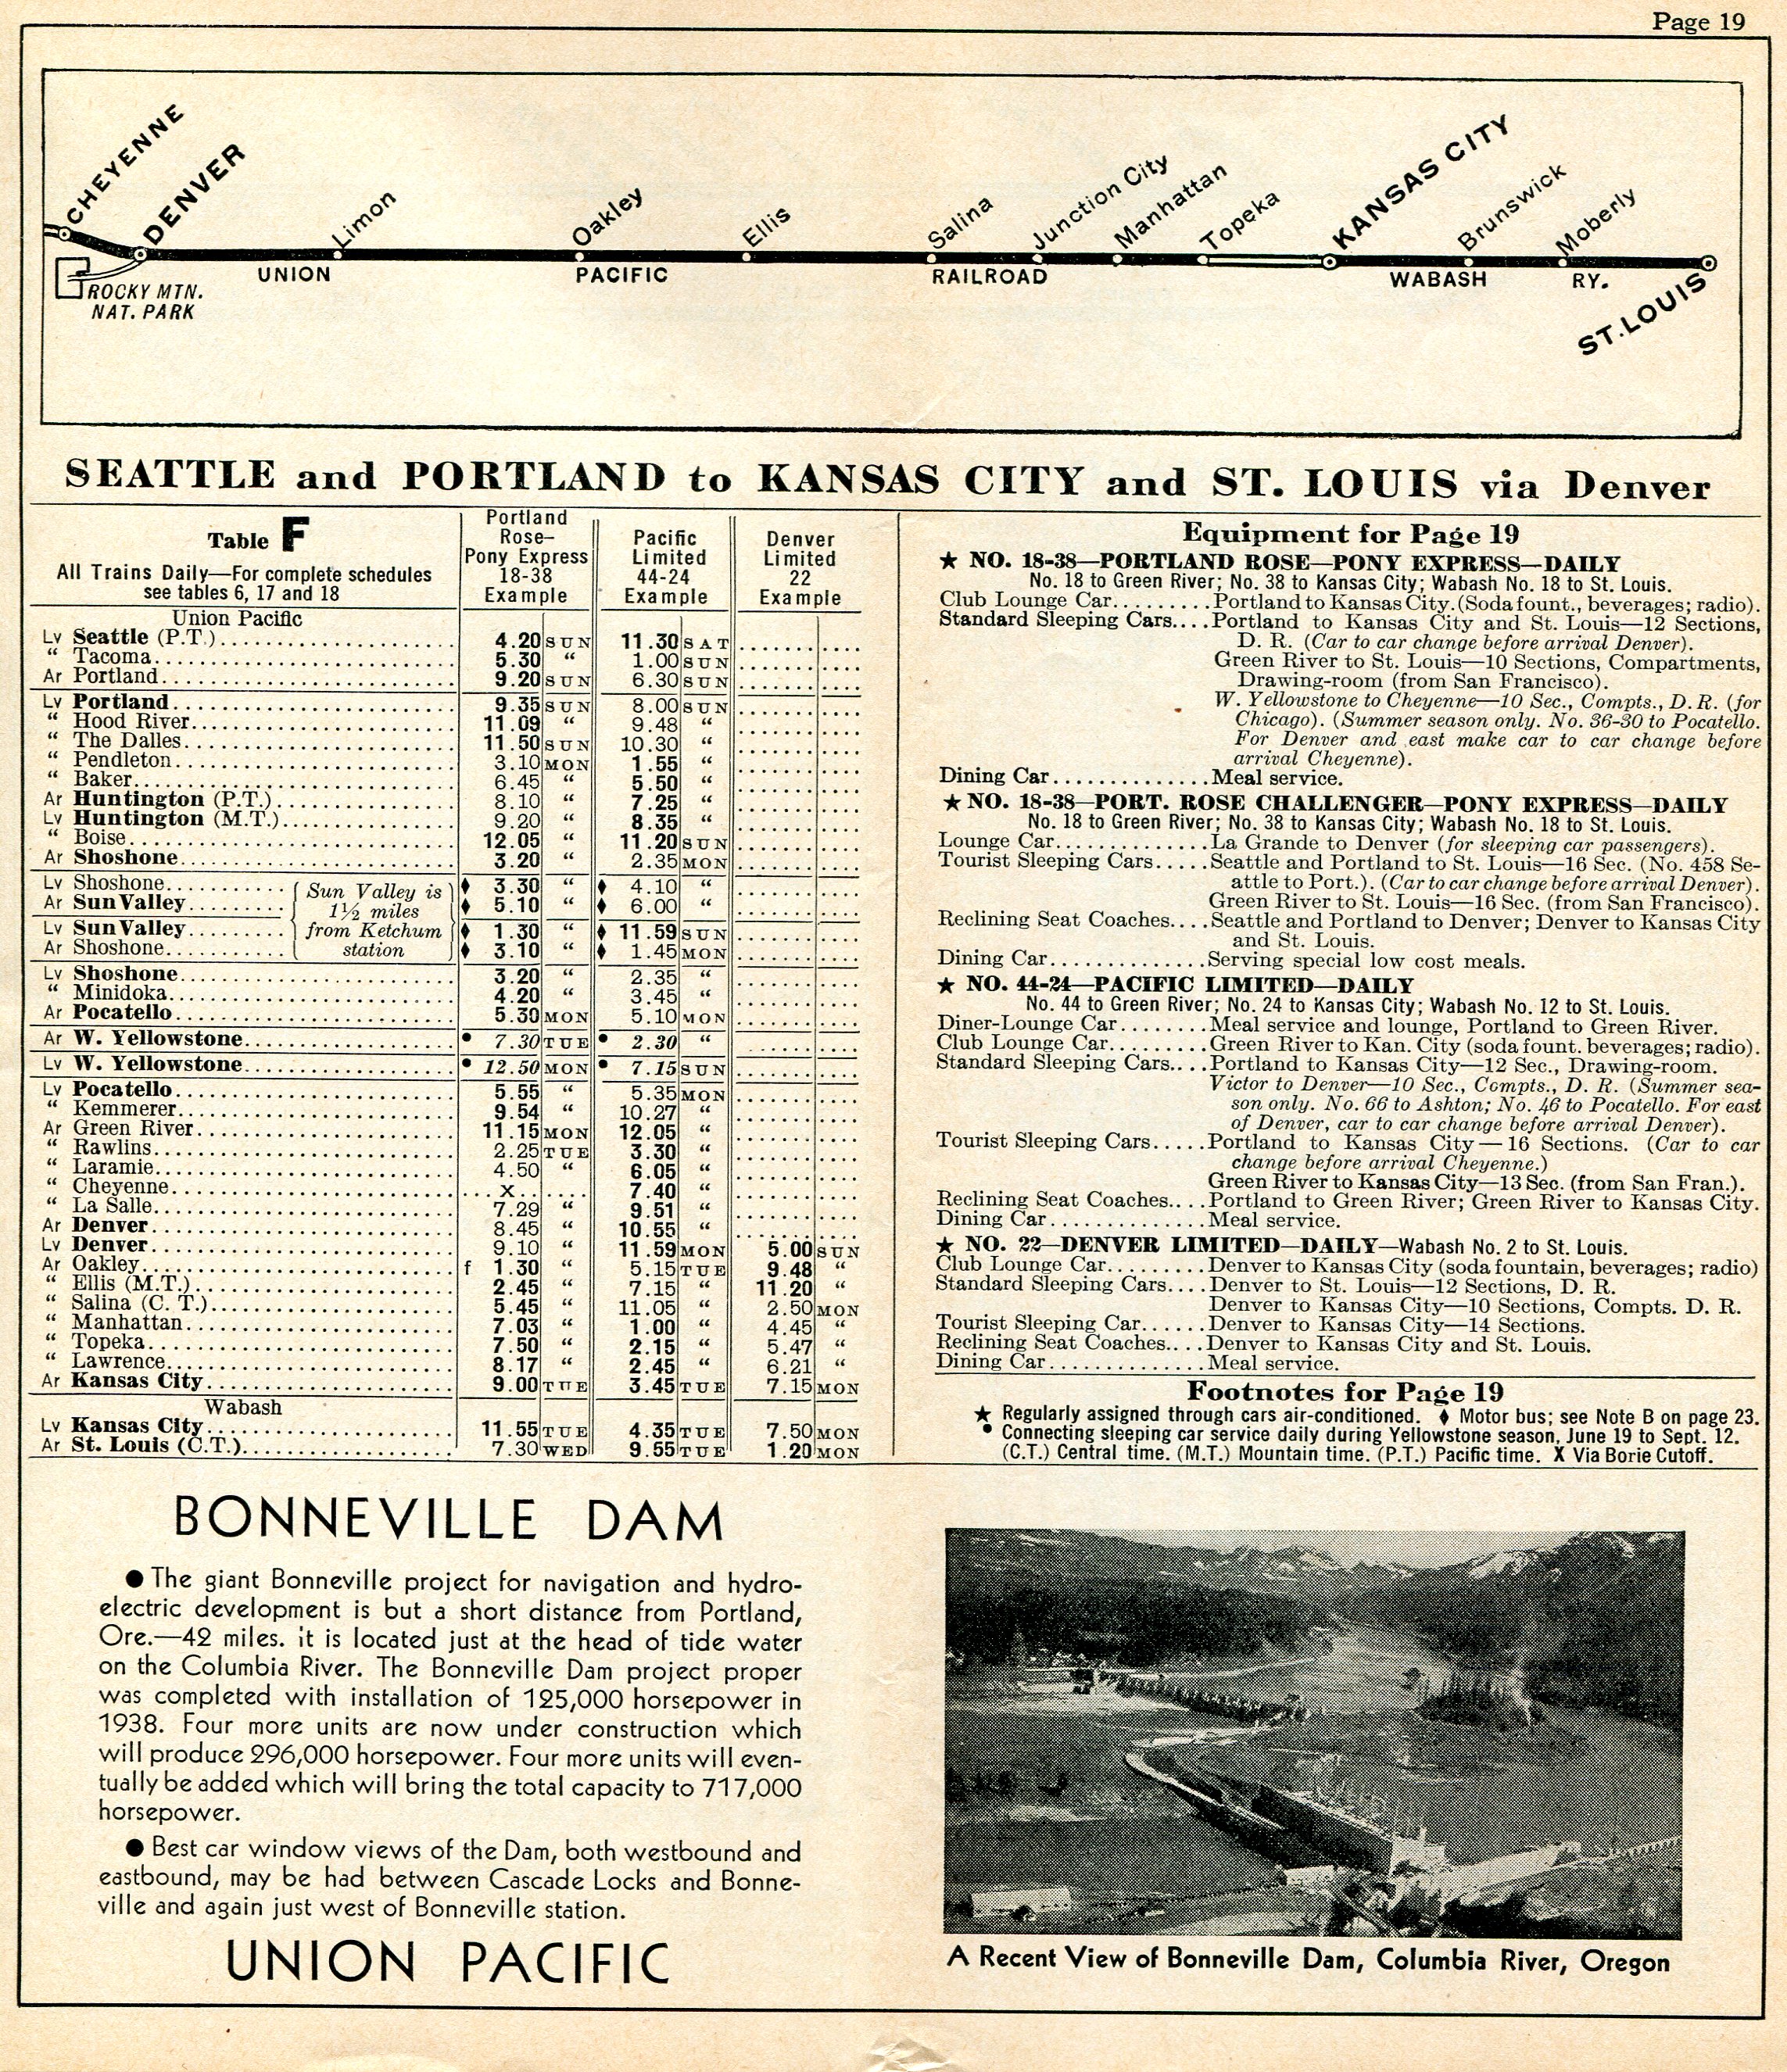 Page 19
CHEYENNE
DENVER
Limon
Oakley
Ellis
Salina
Junction City
Manhattan
Topeka
KANSAS CITY
Brunswick
Moberly
ST. LOUIS
UNION PACIFIC RAILROAD WABASH RY.
ROCKY MTN.
NAT. PARK
SEATTLE and PORTLAND to KANSAS CITY and ST. LOUIS via Denver
Table F
All Trains Daily—For complete schedules
see tables 6, 17 and 18
Portland
Rose–
Pony Express
18-38
Example
Pacific
Limited
44-24
Example
Denver
Limited
22
Example
Union Pacific
Lv Seattle (P.T.) 4.20 SUN 11.30 SAT
“ Tacoma 5.30 “ 1.00 SUN
Ar Portland 9.20 SUN 6.30 SUN
Lv Portland 9.35 SUN 8.00 SUN
“ Hood River 11.09 “ 9.48 “
“ The Dalles 11.50 SUN 10.30 “
“ Pendleton 3.10 MON 1.55 “
“ Baker 6.45 “ 5.50 “
Ar Huntington (P.T.) 8.10 “ 7.25 “
Lv Huntington (M.T.) 9.20 “ 8.35 “
“ Boise 12.05 “ 11.20 SUN
Ar Shoshone 3.20 “ 2.35 MON
Lv Shoshone ♦ 3.30 “ ♦ 4.10 “
Ar Sun Valley ♦ 5.10 “ ♦ 6.00 “
Lv Sun Valley ♦ 1.30 “ ♦ 11.59 SUN
Ar Shoshone ♦ 3.10 “ ♦ 1.45 MON
Sun Valley is
1½ miles
from Ketchum
station
Lv Shoshone 3.20 “ 2.35 “
“ Minidoka 4.20 “ 3.45 “
Ar Pocatello 5.30 MON 5.10 MON
Ar W. Yellowstone • 7.30 TUE • 2.30 “
Lv W. Yellowstone • 12.50 MON • 7.15 SUN
Lv Pocatello 5.55 “ 5.35 MON
“ Kemmerer 9.54 “ 10.27 “
Ar Green River 11.15 MON 12.05 “
“ Rawlins 2.25 TUE 3.30 “
“ Laramie 4.50 “ 6.05 “
“ Cheyenne x 7.40 “
“ La Salle 7.29 “ 9.51 “
Ar Denver 8.45 “ 10.55 “
Lv Denver 9.10 “ 11.59 MON 5.00 SUN
Ar Oakley f 1.30 “ 5.15 TUE 9.48 “
“ Ellis (M.T.) 2.45 “ 7.15 “ 11.20 “
“ Salina (C. T.) 5.45 “ 11.05 “ 2.50 MON
“ Manhattan 7.03 “ 1.00 “ 4.45 “
“ Topeka 7.50 “ 2.15 “ 5.47 “
“ Lawrence 8.17 “ 2.45 “ 6.21 “
Ar Kansas City 9.00 TUE 3.45 TUE 7.15 MON
Wabash
Lv Kansas City 11.55 TUE 4.35 TUE 7.50 MON
Ar St. Louis (C.T.) 7.30 WED 9.55 TUE 1.20 MON
Equipment for Page 19
★ NO. 18-38—PORTLAND ROSE—PONY EXPRESS—DAILY
No. 18 to Green River; No. 38 to Kansas City; Wabash No. 18 to St. Louis.
Club Lounge Car.........Portland to Kansas City. (Soda fount., beverages; radio).
Standard Sleeping Cars....Portland to Kansas City and St. Louis—12 Sections,
D. R. (Car to car change before arrival Denver).
Green River to St. Louis—10 Sections, Compartments,
Drawing-room (from San Francisco).
W. Yellowstone to Cheyenne—10 Sec., Compts., D. R. (for
Chicago). (Summer season only. No. 36-30 to Pocatello.
For Denver and east make car to car change before
arrival Cheyenne).
Dining Car..............Meal service.
★ NO. 18-38—PORT. ROSE CHALLENGER—PONY EXPRESS—DAILY
No. 18 to Green River; No. 38 to Kansas City; Wabash No. 18 to St. Louis.
Lounge Car..............La Grande to Denver (for sleeping car passengers).
Tourist Sleeping Cars.....Seattle and Portland to St. Louis—16 Sec. (No. 458 Se-
attle to Port.). (Car to car change before arrival Denver).
Green River to St. Louis—16 Sec. (from San Francisco).
Reclining Seat Coaches....Seattle and Portland to Denver; Denver to Kansas City
and St. Louis.
Dining Car..............Serving special low cost meals.
★ NO. 44-24—PACIFIC LIMITED—DAILY
No. 44 to Green River; No. 24 to Kansas City; Wabash No. 12 to St. Louis.
Diner-Lounge Car........Meal service and lounge, Portland to Green River.
Club Lounge Car.........Green River to Kan. City (soda fount. beverages; radio).
Standard Sleeping Cars....Portland to Kansas City—12 Sec., Drawing-room.
Victor to Denver—10 Sec., Compts., D. R. (Summer sea-
son only. No. 66 to Ashton; No. 46 to Pocatello. For east
of Denver, car to car change before arrival Denver).
Tourist Sleeping Cars.....Portland to Kansas City—16 Sections. (Car to car
change before arrival Cheyenne.)
Green River to Kansas City—13 Sec. (from San Fran.).
Reclining Seat Coaches....Portland to Green River; Green River to Kansas City.
Dining Car..............Meal service.
★ NO. 22—DENVER LIMITED—DAILY—Wabash No. 2 to St. Louis.
Club Lounge Car.........Denver to Kansas City (soda fountain, beverages; radio)
Standard Sleeping Cars....Denver to St. Louis—12 Sections, D. R.
Denver to Kansas City—10 Sections, Compts. D. R.
Tourist Sleeping Car......Denver to Kansas City—14 Sections.
Reclining Seat Coaches....Denver to Kansas City and St. Louis.
Dining Car..............Meal service.
Footnotes for Page 19
★ Regularly assigned through cars air-conditioned. ♦ Motor bus; see Note B on page 23.
• Connecting sleeping car service daily during Yellowstone season, June 19 to Sept. 12.
(C.T.) Central time. (M.T.) Mountain time. (P.T.) Pacific time. X Via Borie Cutoff.
BONNEVILLE DAM
● The giant Bonneville project for navigation and hydro-
electric development is but a short distance from Portland,
Ore.—42 miles. it is located just at the head of tide water
on the Columbia River. The Bonneville Dam project proper
was completed with installation of 125,000 horsepower in
1938. Four more units are now under construction which
will produce 296,000 horsepower. Four more units will even-
tually be added which will bring the total capacity to 717,000
horsepower.
● Best car window views of the Dam, both westbound and
eastbound, may be had between Cascade Locks and Bonne-
ville and again just west of Bonneville station.
UNION PACIFIC
A Recent View of Bonneville Dam, Columbia River, Oregon